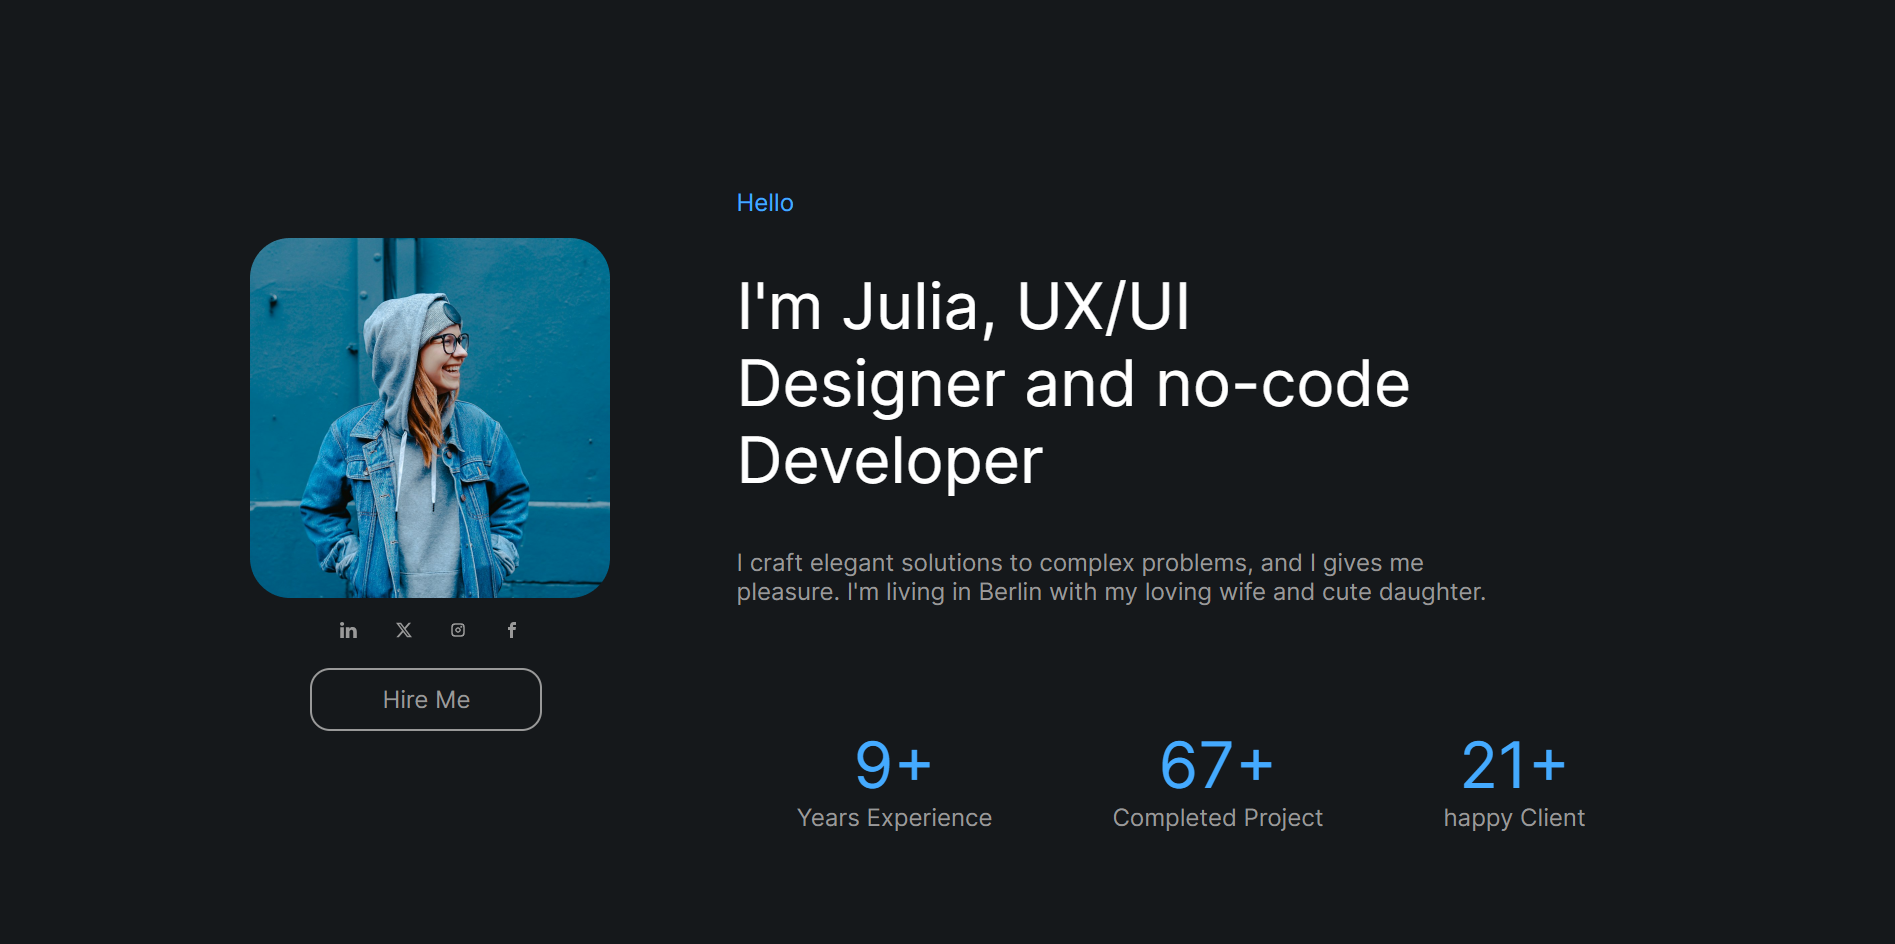 Hello
I'm Julia, UX/UI
Designer and no-code
Developer
I craft elegant solutions to complex problems, and I gives me
pleasure. I'm living in Berlin with my loving wife and cute daughter.
Hire Me
9+
67+
21+
Years Experience
Completed Project
happy Client